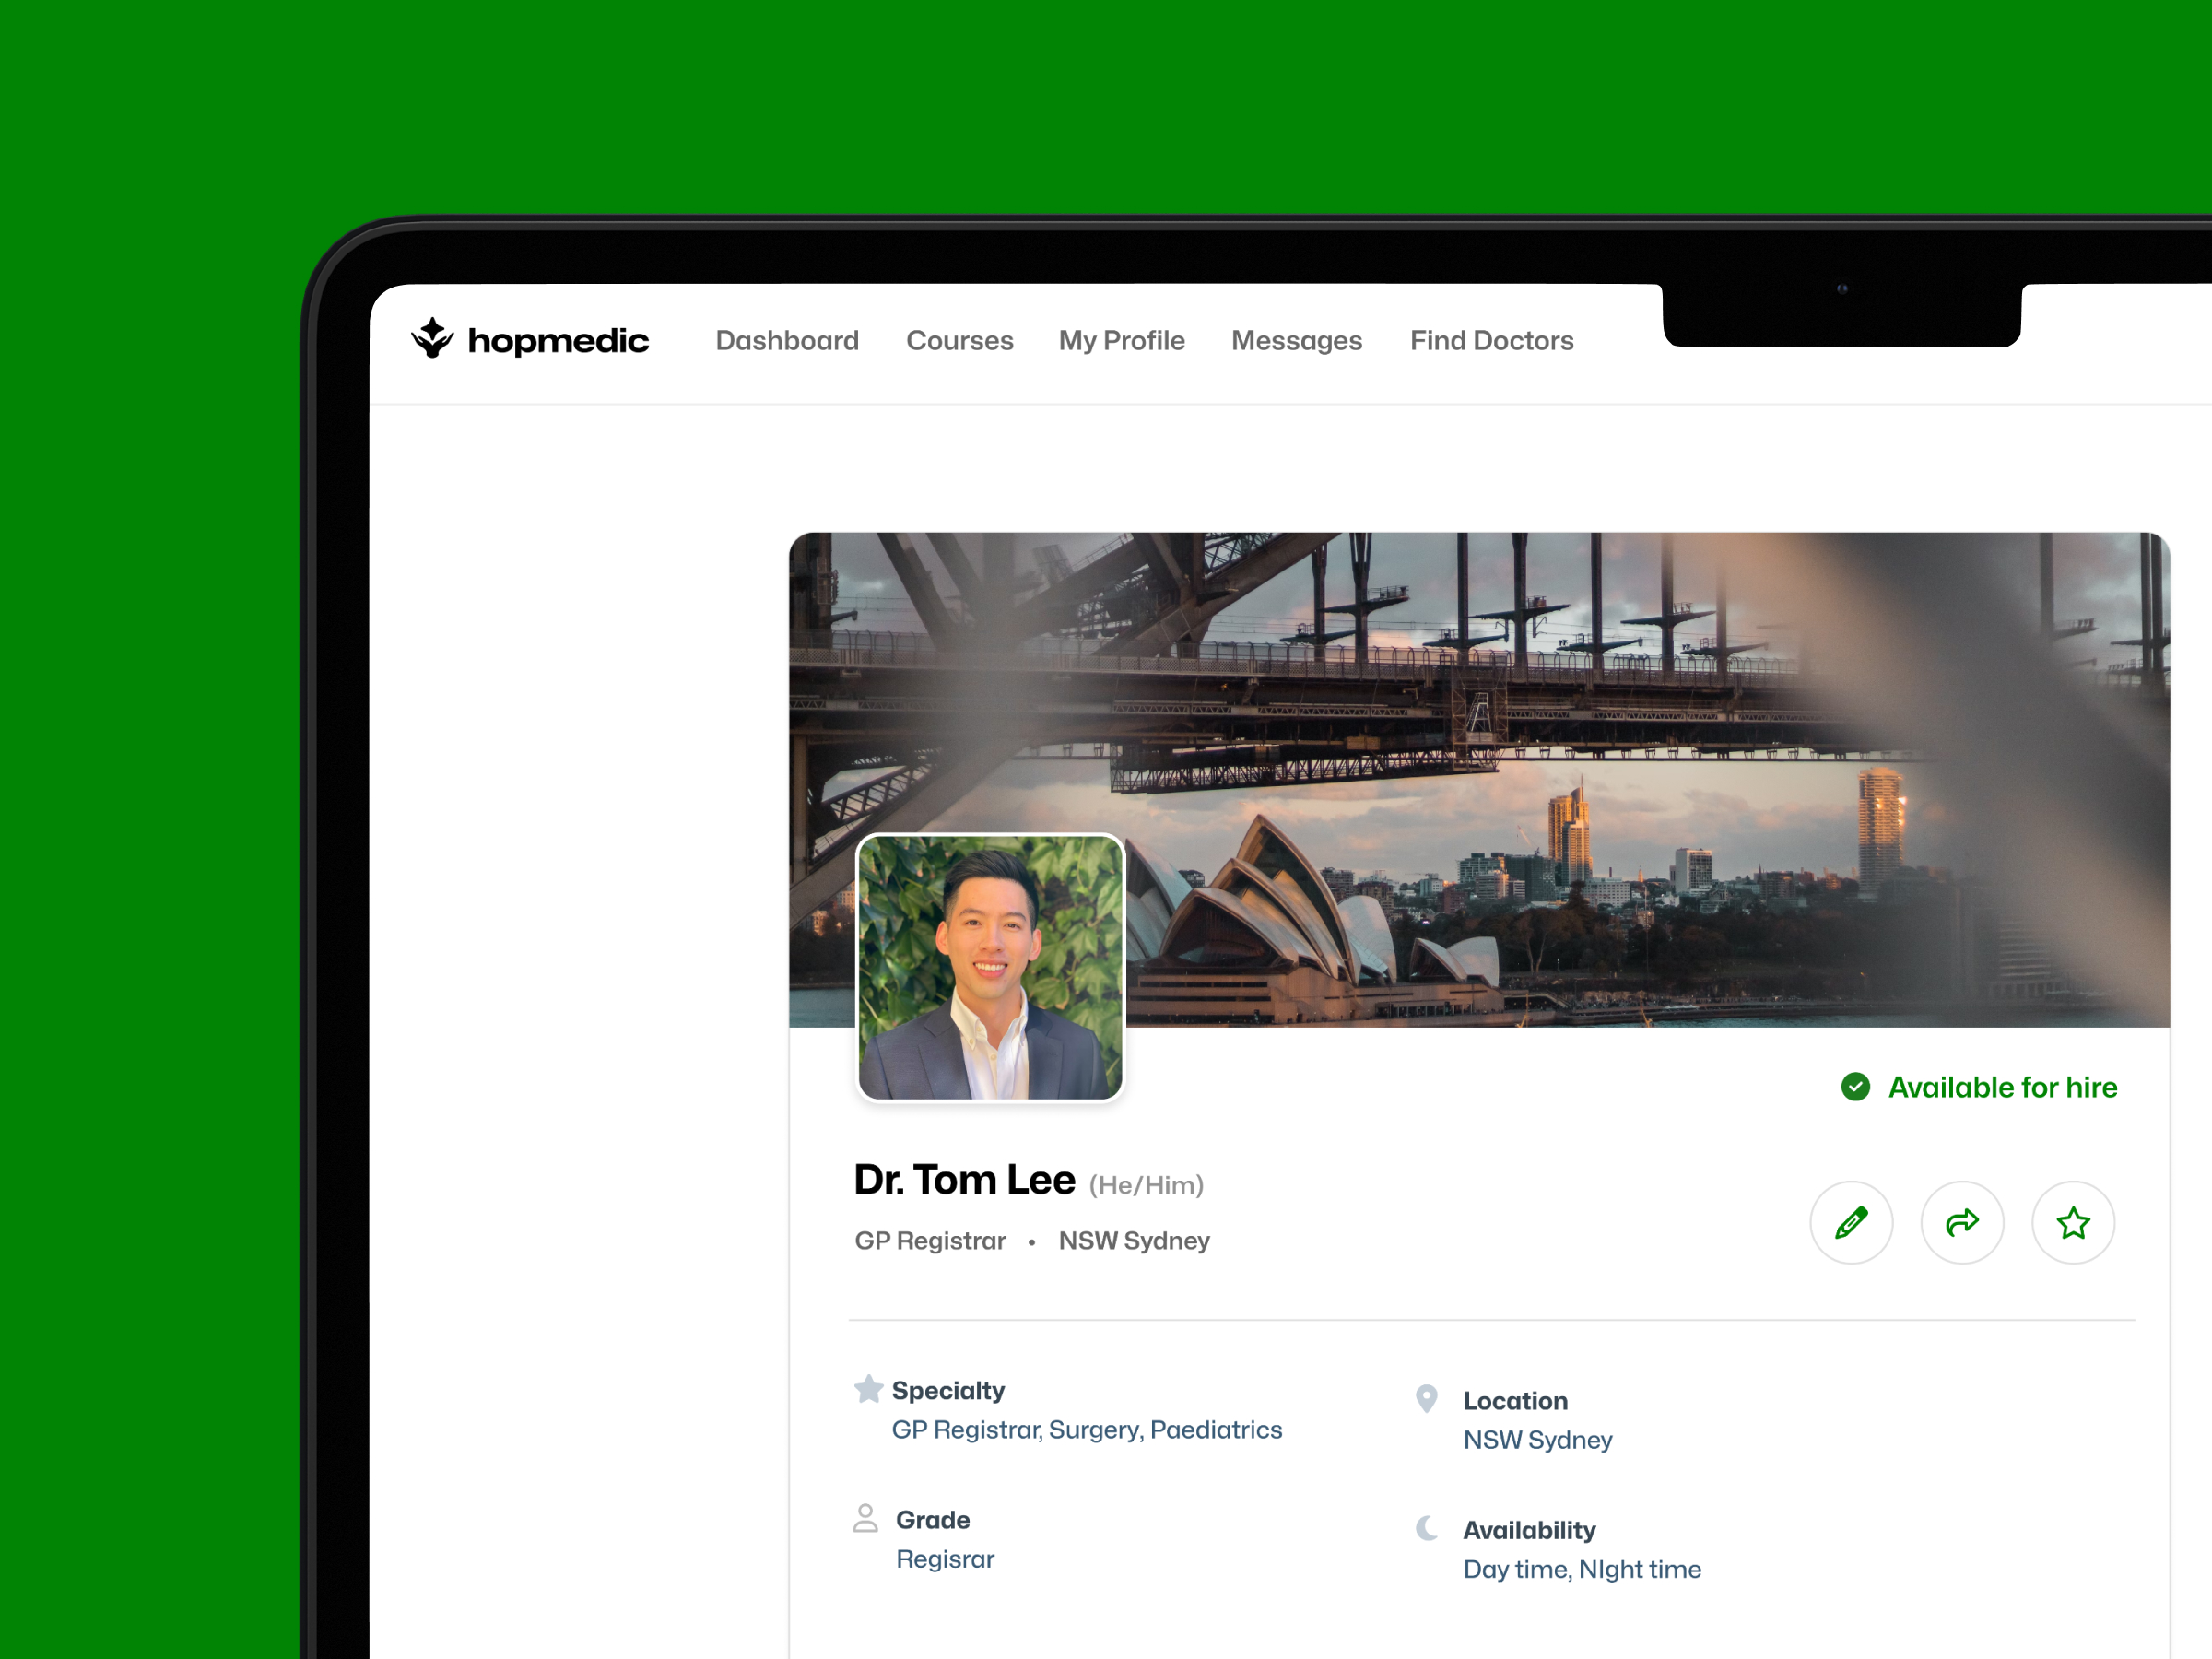 hopmedic
Dashboard
Courses
My Profile
Messages
Find Doctors
Available for hire
Dr. Tom Lee (He/Him)
GP Registrar • NSW Sydney
Specialty
GP Registrar, Surgery, Paediatrics
Location
NSW Sydney
Grade
Regisrar
Availability
Day time, NIght time